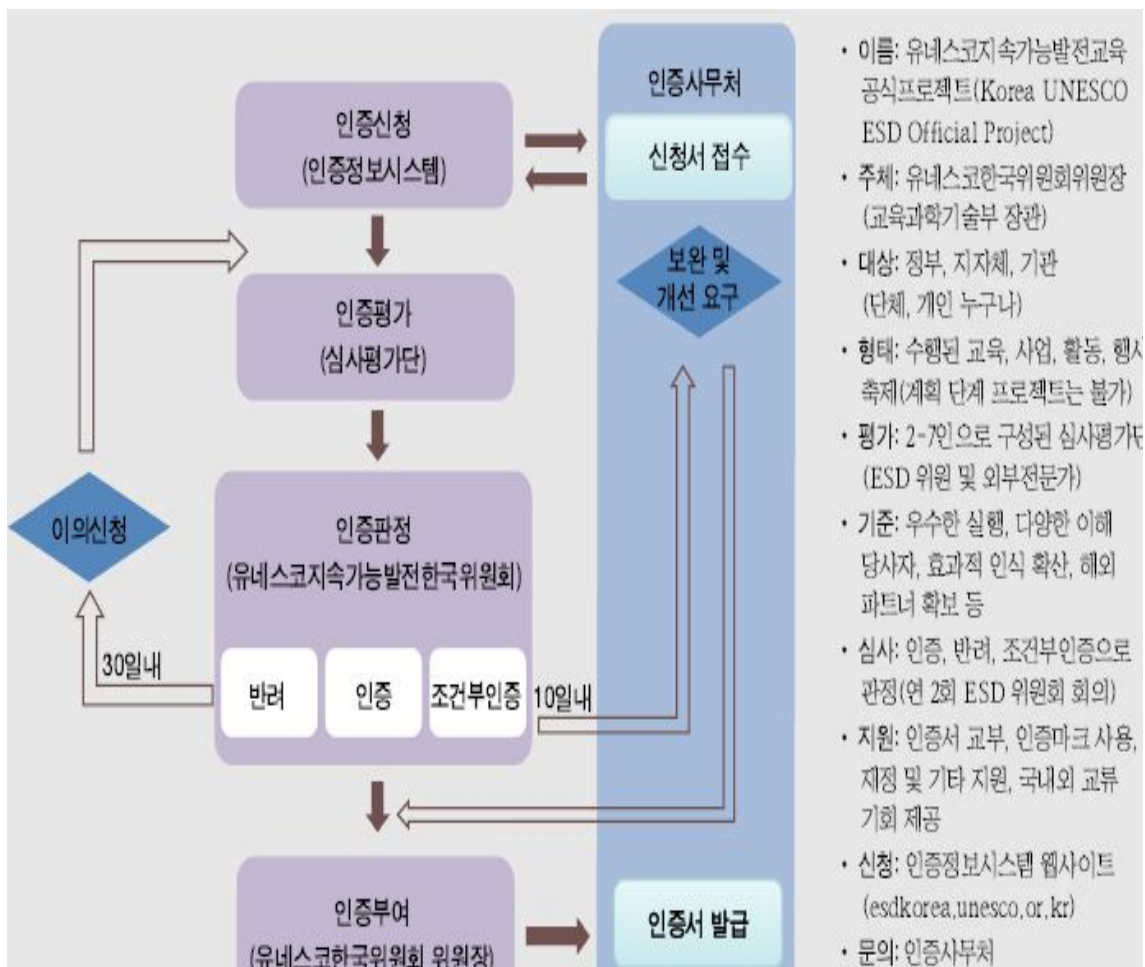 인증신청
(인증정보시스템)
인증사무처
신청서 접수
보완 및
개선 요구
인증평가
(심사평가단)
이의신청
인증판정
(유네스코지속가능발전한국위원회)
30일내
반려
인증
조건부인증
10일내
인증부여
(유네스코한국위원회 위원장)
인증서 발급
• 이름: 유네스코지속가능발전교육
공식프로젝트(Korea UNESCO
ESD Official Project)
• 주체: 유네스코한국위원회위원장
(교육과학기술부 장관)
• 대상: 정부, 지자체, 기관
(단체, 개인 누구나)
• 형태: 수행된 교육, 사업, 활동, 행사
축제(계획 단계 프로젝트는 불가)
• 평가: 2-7인으로 구성된 심사평가단
(ESD 위원 및 외부전문가)
• 기준: 우수한 실행, 다양한 이해
당사자, 효과적 인식 확산, 해외
파트너 확보 등
• 심사: 인증, 반려, 조건부인증으로
판정(연 2회 ESD 위원회 회의)
• 지원: 인증서 교부, 인증마크 사용,
재정 및 기타 지원, 국내외 교류
기회 제공
• 신청: 인증정보시스템 웹사이트
(esdkorea.unesco.or.kr)
• 문의: 인증사무처